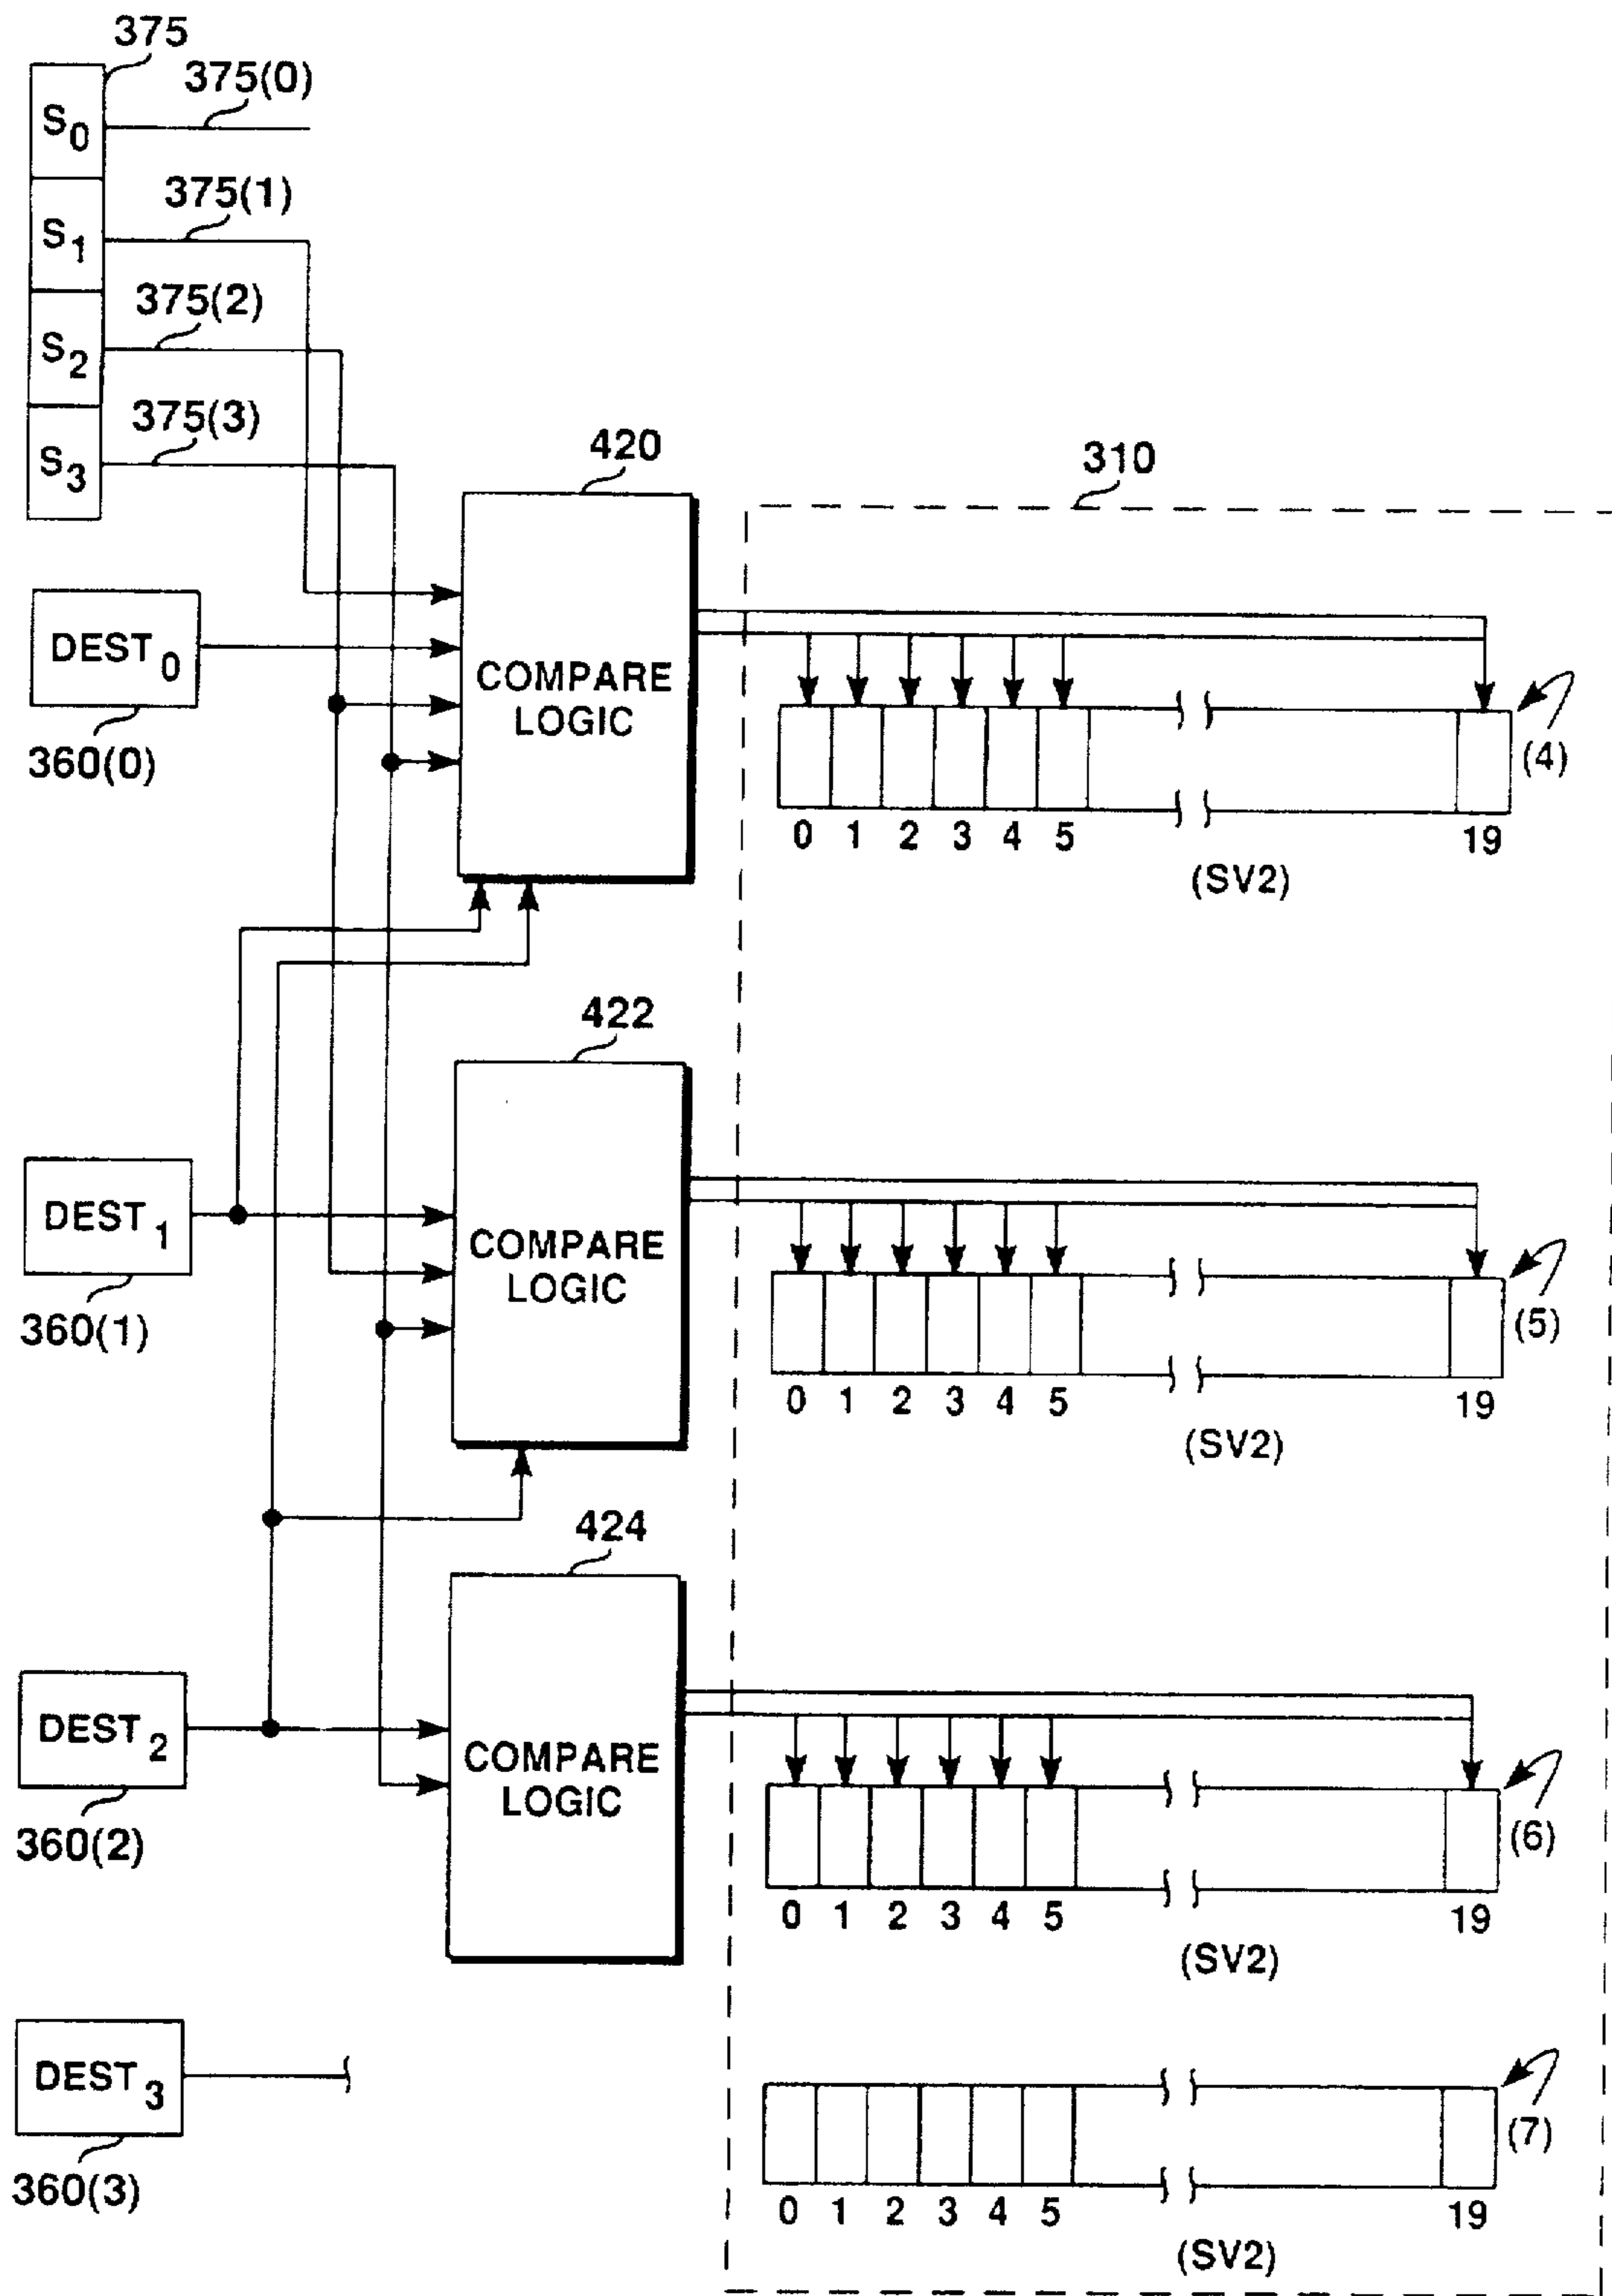 375
375(0)
S0
375(1)
S1
375(2)
S2
375(3)
S3
420
310
DEST0
COMPARE
LOGIC
360(0)
(4)
0 1 2 3 4 5 19
(SV2)
422
DEST1
COMPARE
LOGIC
360(1)
(5)
0 1 2 3 4 5 19
(SV2)
424
DEST2
COMPARE
LOGIC
360(2)
(6)
0 1 2 3 4 5 19
(SV2)
DEST3
360(3)
(7)
0 1 2 3 4 5 19
(SV2)